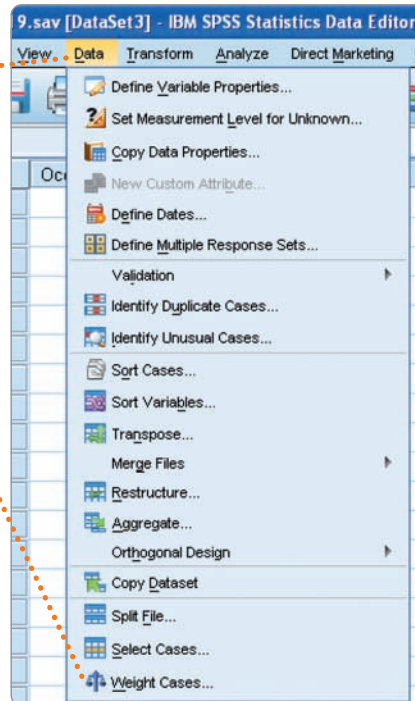 9.sav [DataSet3] - IBM SPSS Statistics Data Editor
View Data Transform Analyze Direct Marketing
Define Variable Properties...
Set Measurement Level for Unknown...
Copy Data Properties...
New Custom Attribute...
Define Dates...
Define Multiple Response Sets...
Validation
Identify Duplicate Cases...
Identify Unusual Cases...
Sort Cases...
Sort Variables...
Transpose...
Merge Files
Restructure...
Aggregate...
Orthogonal Design
Copy Dataset
Split File...
Select Cases...
Weight Cases...